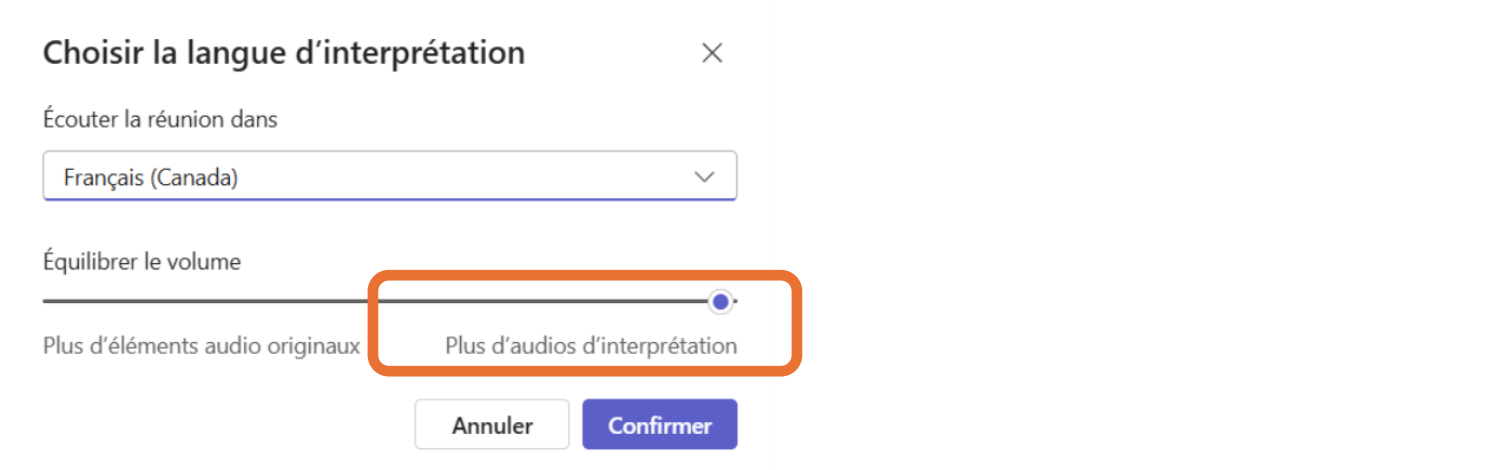 Choisir la langue d’interprétation
Écouter la réunion dans
Français (Canada)
Équilibrer le volume
Plus d’éléments audio originaux
Plus d’audios d’interprétation
Annuler
Confirmer